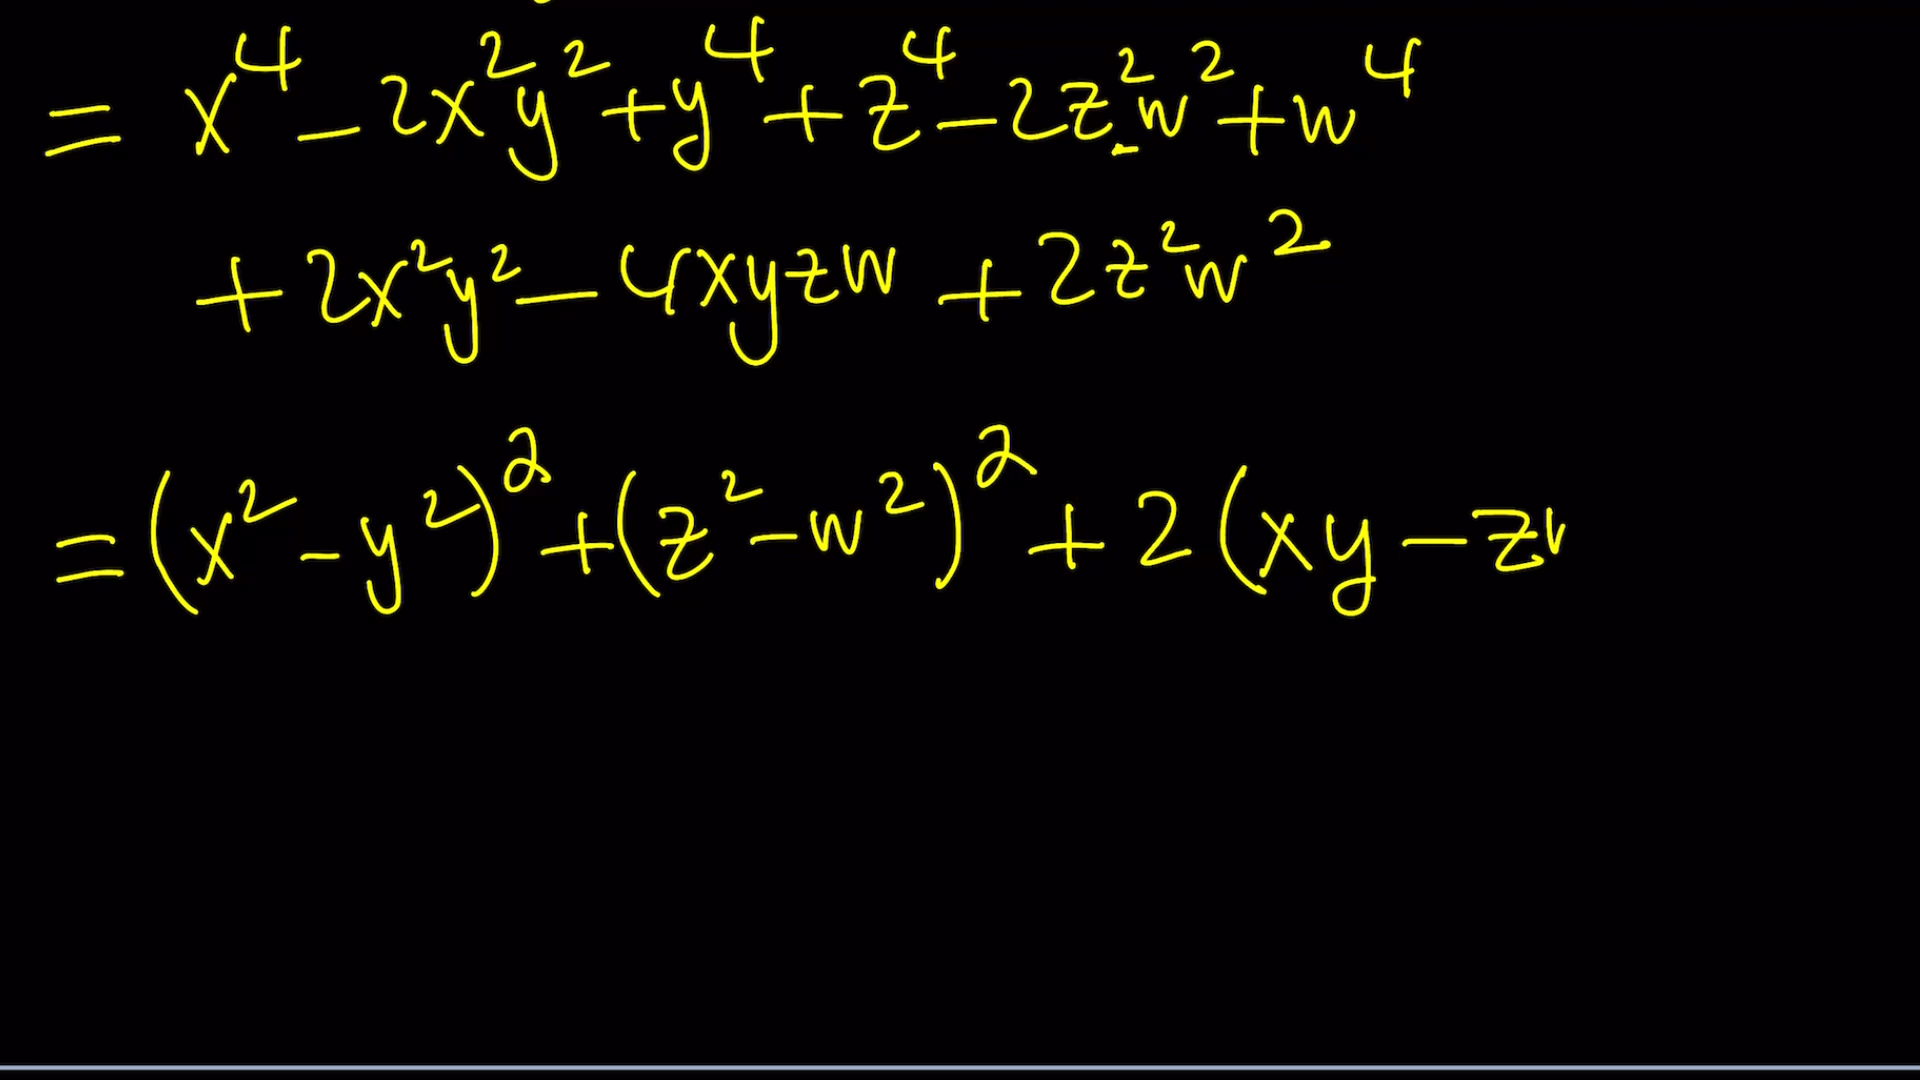 = x⁴ - 2x²y² + y⁴ + z⁴ - 2z²w² + w⁴
+ 2x²y² - 4xyzw + 2z²w²
= (x² - y²)² + (z² - w²)² + 2(xy - z